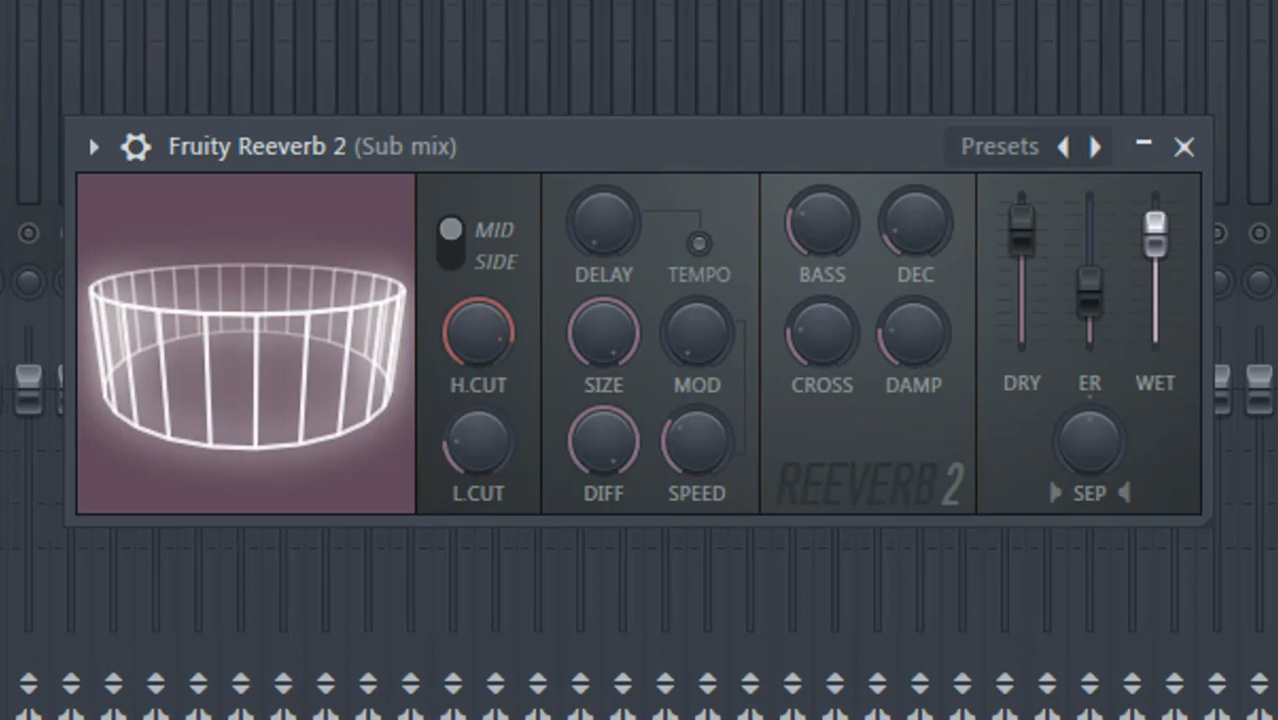 Fruity Reeverb 2 (Sub mix)
Presets
MID
SIDE
H.CUT
L.CUT
DELAY
TEMPO
SIZE
MOD
DIFF
SPEED
BASS
DEC
CROSS
DAMP
REEVERB 2
DRY
ER
WET
SEP